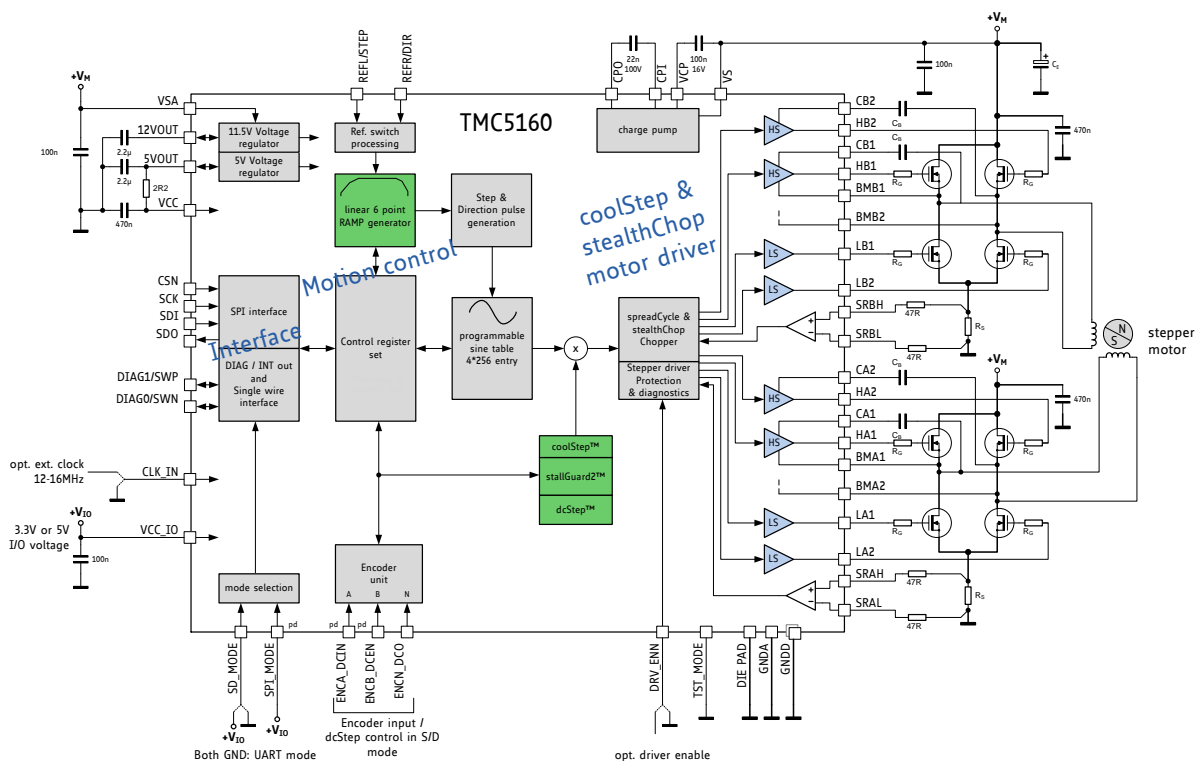 +VM
REFL/STEP
REFR/DIR
22n
100V
100n
16V
CPO
CPI
VCP
VS
+VM
100n
+
CE
VSA
12VOUT
5VOUT
VCC
2.2µ
2.2µ
2R2
470n
100n
11.5V Voltage
regulator
5V Voltage
regulator
Ref. switch
processing
TMC5160
charge pump
linear 6 point
RAMP generator
Step &
Direction pulse
generation
coolStep &
stealthChop
motor driver
Motion control
HS
HS
LS
LS
CB2
HB2
CB1
HB1
BMB1
BMB2
LB1
LB2
SRBH
SRBL
CB
CB
RG
RG
RG
RG
470n
47R
47R
RS
CSN
SCK
SDI
SDO
DIAG1/SWP
DIAG0/SWN
SPI interface
Interface
DIAG / INT out
and
Single wire
interface
Control register
set
programmable
sine table
4*256 entry
x
spreadCycle &
stealthChop
Chopper
Stepper driver
Protection
& diagnostics
+
-
N
S
stepper
motor
+VM
HS
HS
LS
LS
CA2
HA2
CA1
HA1
BMA1
BMA2
LA1
LA2
SRAH
SRAL
CB
CB
RG
RG
RG
RG
470n
47R
47R
RS
+
-
coolStep™
stallGuard2™
dcStep™
opt. ext. clock
12-16MHz
CLK_IN
+VIO
3.3V or 5V
I/O voltage
VCC_IO
100n
mode selection
Encoder
unit
A B N
pd
pd
pd
SD_MODE
SPI_MODE
ENCA_DCIN
ENCB_DCEN
ENCN_DCO
DRV_ENN
TST_MODE
DIE PAD
GNDA
GNDD
+VIO
+VIO
Both GND: UART mode
Encoder input /
dcStep control in S/D
mode
opt. driver enable